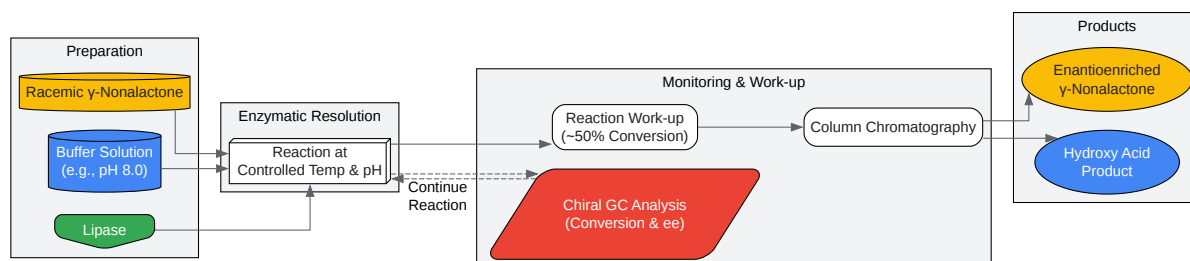 Preparation
Racemic γ-Nonalactone
Buffer Solution
(e.g., pH 8.0)
Lipase
Enzymatic Resolution
Reaction at
Controlled Temp & pH
Continue
Reaction
Monitoring & Work-up
Reaction Work-up
(~50% Conversion)
Column Chromatography
Chiral GC Analysis
(Conversion & ee)
Products
Enantioenriched
γ-Nonalactone
Hydroxy Acid
Product